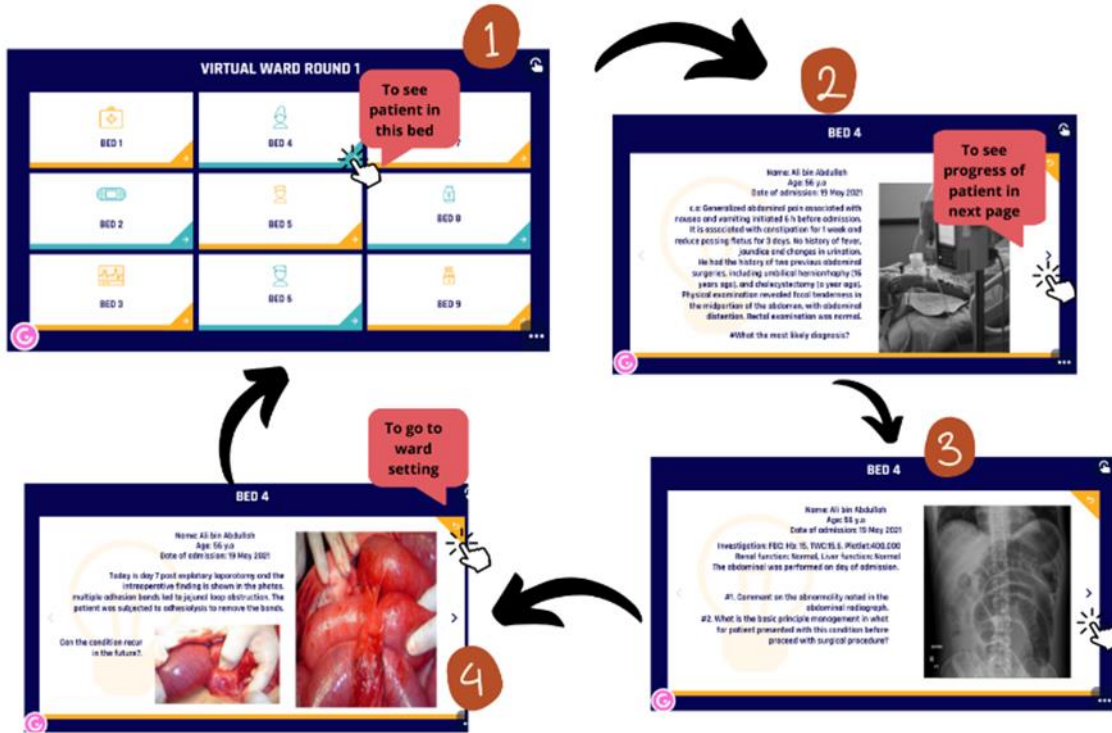 1
VIRTUAL WARD ROUND 1
To see
patient in
this bed
BED 1
BED 4
7
BED 2
BED 5
BED 8
BED 3
BED 6
BED 9
2
BED 4
To see
progress of
patient in
next page
Name: Ali bin Abdullah
Age: 56 y.o
Date of admission: 19 May 2021
c.o: Generalized abdominal pain associated with
nausea and vomiting initiated 6 h before admission.
It is associated with constipation for 1 week and
reduce passing flatus for 3 days. No history of fever,
jaundice and changes in urination.
He had the history of two previous abdominal
surgeries, including umbilical herniorrhaphy (16
years ago), and cholecystectomy (a year ago).
Physical examination revealed focal tenderness in
the midportion of the abdomen, with abdominal
distention. Rectal examination was normal.
#What the most likely diagnosis?
3
BED 4
Name: Ali bin Abdullah
Age: 56 y.o
Date of admission: 19 May 2021
Investigation: FBC: Hb: 15, TWC:15.6, Platlet:400,000
Renal function: Normal, Liver function: Normal
The abdominal was performed on day of admission.
#1. Comment on the abnormality noted in the
abdominal radiograph.
#2. What is the basic principle management in what
for patient presented with this condition before
proceed with surgical procedure?
To go to
ward
setting
BED 4
Name: Ali bin Abdullah
Age: 56 y.o
Date of admission: 19 May 2021
Today is day 7 post explatory laporotomy and the
intraoperative finding is shown in the photos.
multiple adhesion bands led to jejunal loop obstruction. The
patient was subjected to adhesiolysis to remove the bands.
Can the condition recur
in the future?
4